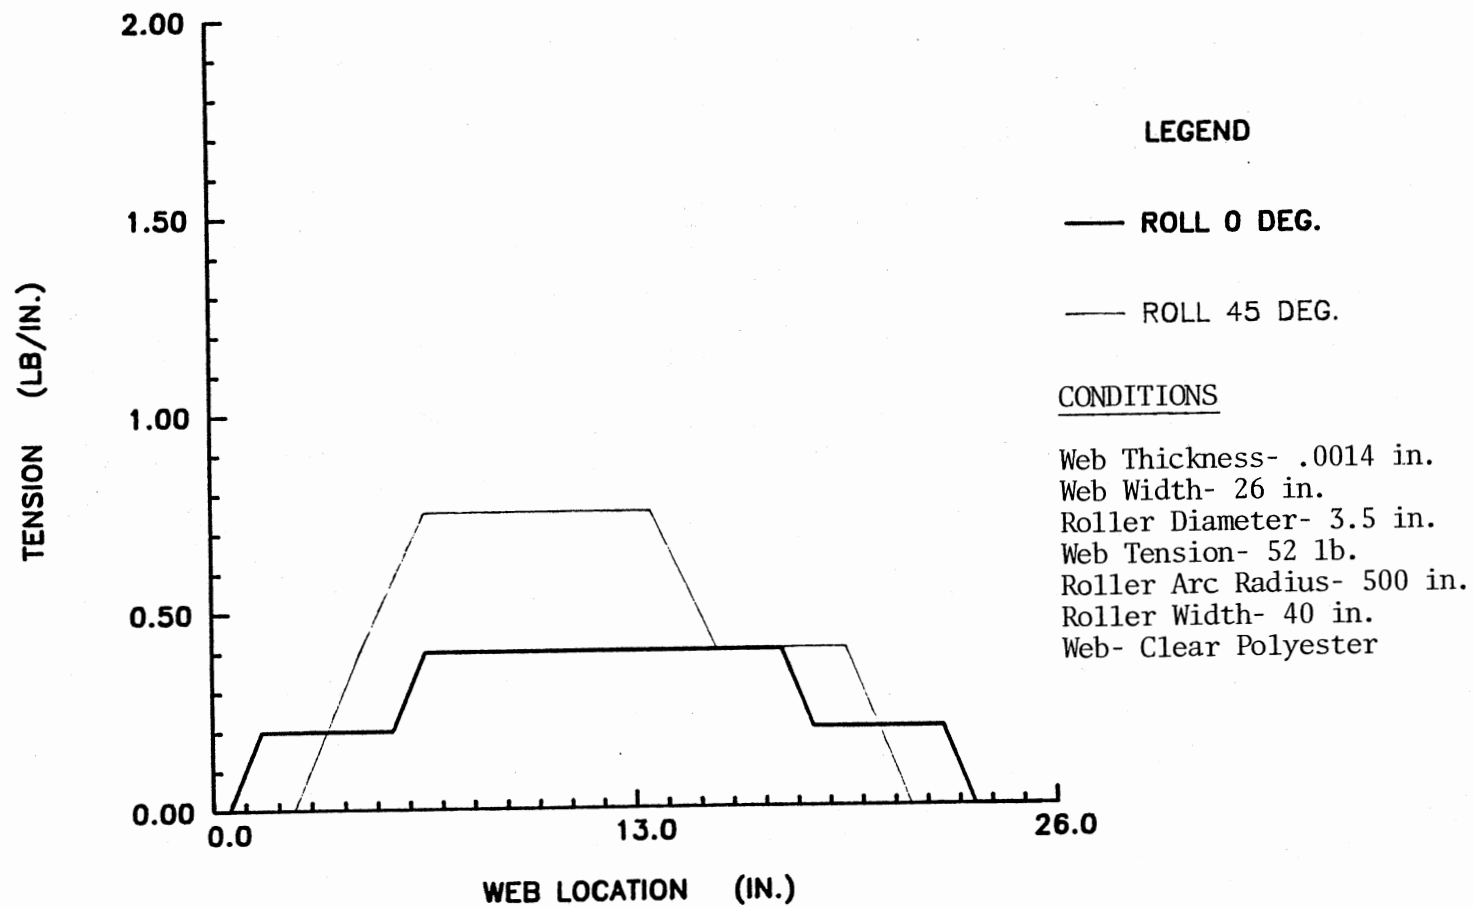 2.00
1.50
1.00
0.50
0.00
TENSION (LB/IN.)
0.0
13.0
26.0
WEB LOCATION (IN.)
LEGEND
ROLL 0 DEG.
ROLL 45 DEG.
CONDITIONS
Web Thickness- .0014 in.
Web Width- 26 in.
Roller Diameter- 3.5 in.
Web Tension- 52 lb.
Roller Arc Radius- 500 in.
Roller Width- 40 in.
Web- Clear Polyester